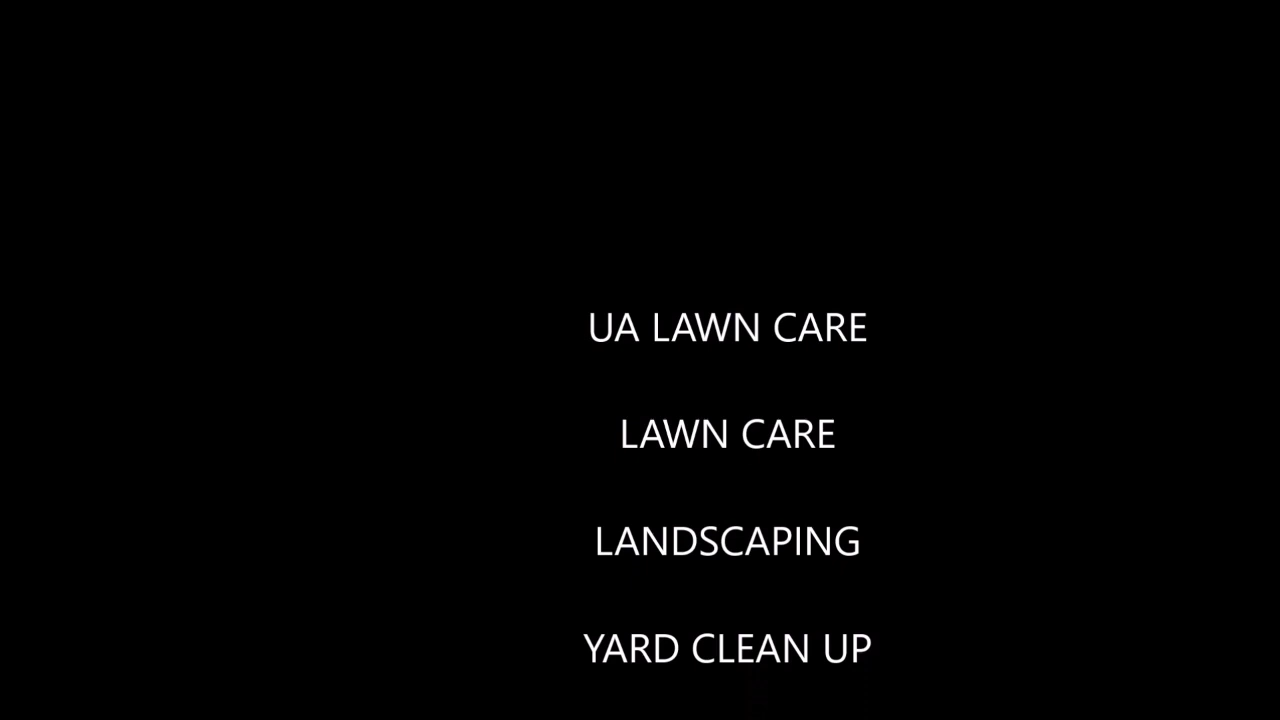 UA LAWN CARE
LAWN CARE
LANDSCAPING
YARD CLEAN UP